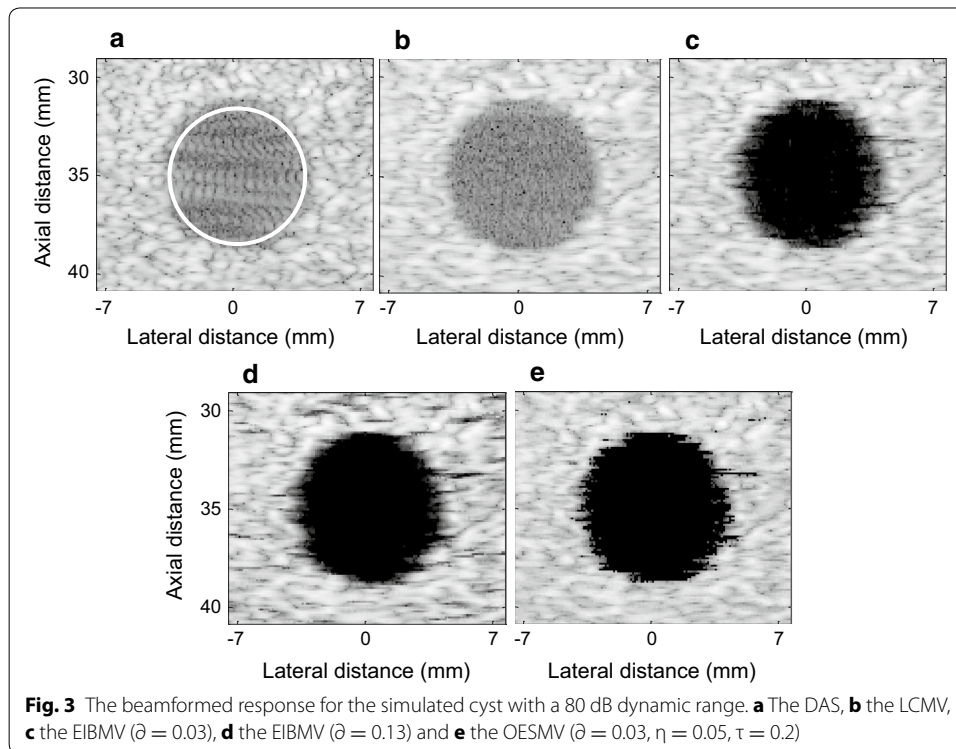 a
b
c
30
35
40
Axial distance (mm)
-7 0 7
-7 0 7
-7 0 7
Lateral distance (mm)
Lateral distance (mm)
Lateral distance (mm)
d
e
30
35
40
Axial distance (mm)
-7 0 7
-7 0 7
Lateral distance (mm)
Lateral distance (mm)
Fig. 3 The beamformed response for the simulated cyst with a 80 dB dynamic range. a The DAS, b the LCMV,
c the EIBMV (∂ = 0.03), d the EIBMV (∂ = 0.13) and e the OESMV (∂ = 0.03, η = 0.05, τ = 0.2)